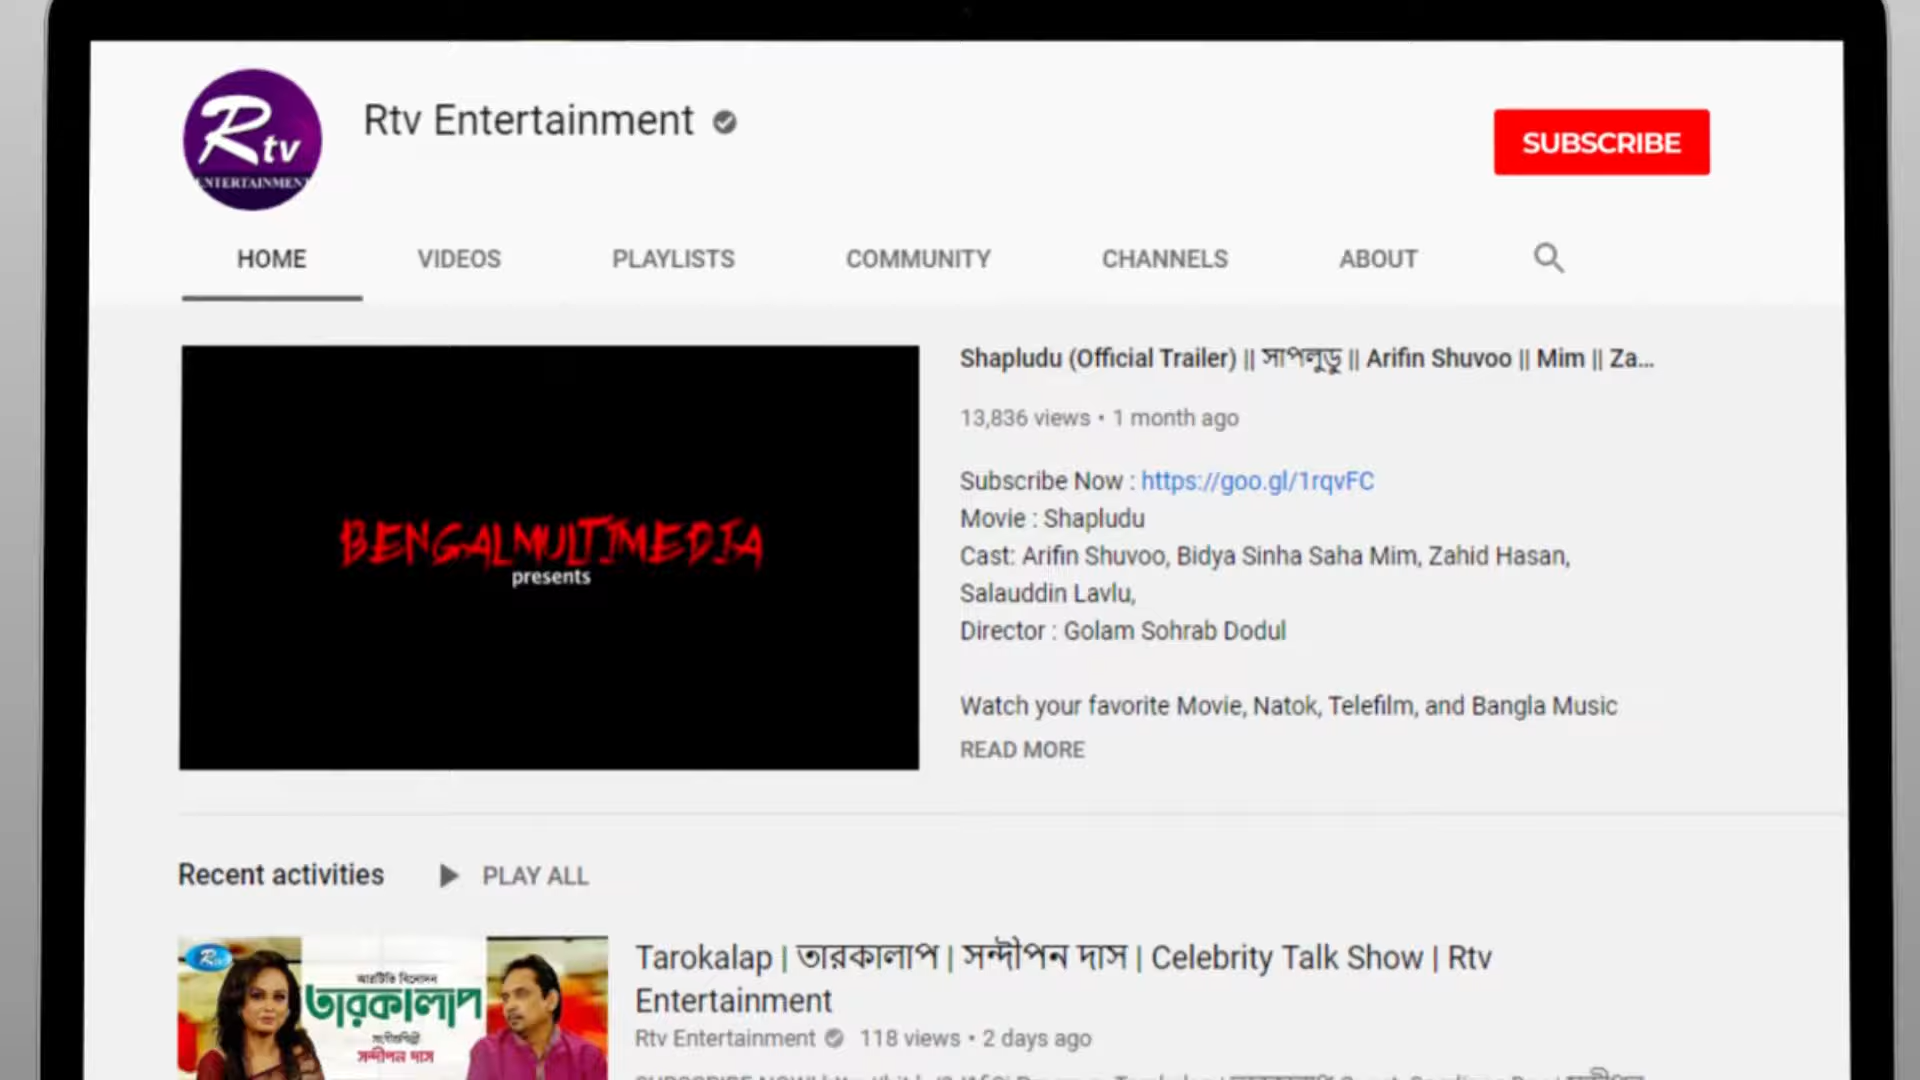 Rtv
ENTERTAINMENT
Rtv Entertainment
SUBSCRIBE
HOME
VIDEOS
PLAYLISTS
COMMUNITY
CHANNELS
ABOUT
BENGALMULTIMEDIA
presents
Shapludu (Official Trailer) || সাপলুডু || Arifin Shuvoo || Mim || Za...
13,836 views • 1 month ago
Subscribe Now : https://goo.gl/1rqvFC
Movie : Shapludu
Cast: Arifin Shuvoo, Bidya Sinha Saha Mim, Zahid Hasan,
Salauddin Lavlu,
Director : Golam Sohrab Dodul
Watch your favorite Movie, Natok, Telefilm, and Bangla Music
READ MORE
Recent activities
PLAY ALL
আরটিভি বিনোদন
তারকালাপ
সংগীতশিল্পী
সন্দীপন দাস
Tarokalap | তারকালাপ | সন্দীপন দাস | Celebrity Talk Show | Rtv
Entertainment
Rtv Entertainment 118 views • 2 days ago